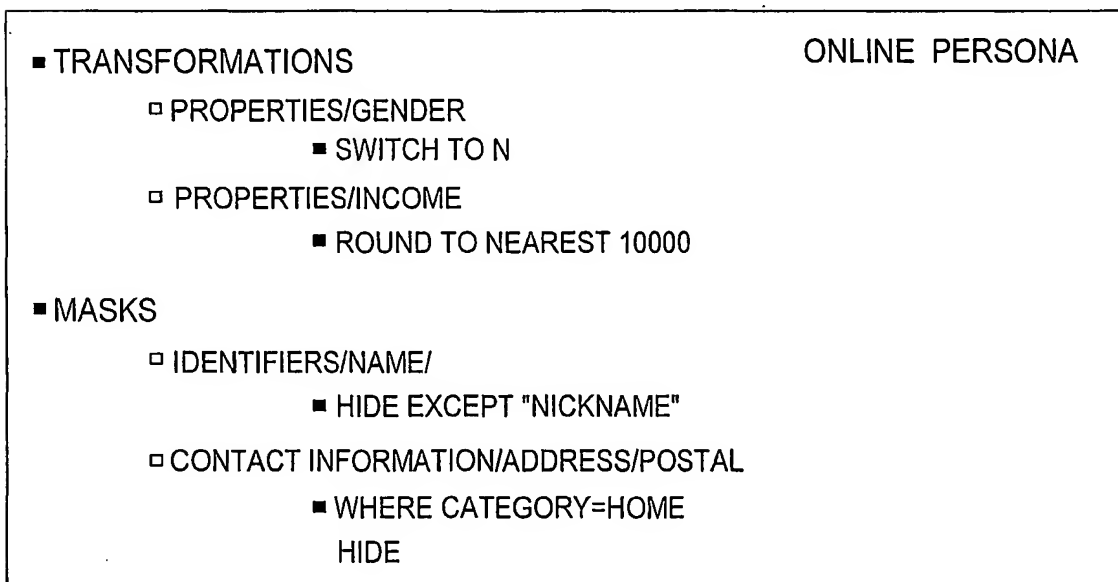 ONLINE PERSONA
▪ TRANSFORMATIONS
▫ PROPERTIES/GENDER
▪ SWITCH TO N
▫ PROPERTIES/INCOME
▪ ROUND TO NEAREST 10000
▪ MASKS
▫ IDENTIFIERS/NAME/
▪ HIDE EXCEPT "NICKNAME"
▫ CONTACT INFORMATION/ADDRESS/POSTAL
▪ WHERE CATEGORY=HOME
HIDE